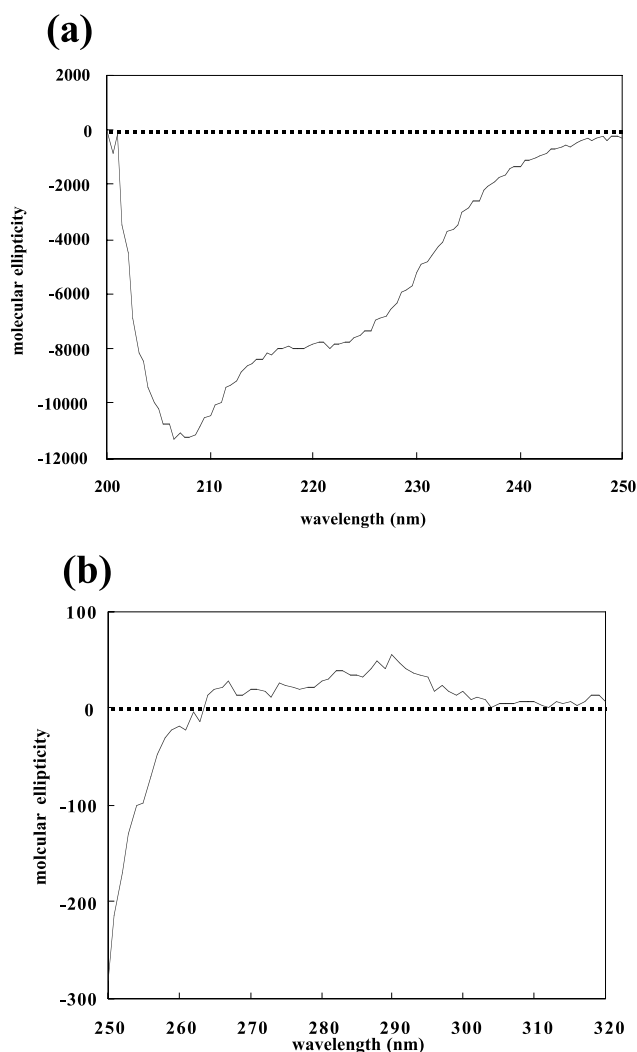 (a)
2000
0
-2000
-4000
-6000
-8000
-10000
-12000
molecular ellipticity
200 210 220 230 240 250
wavelength (nm)
(b)
100
0
-100
-200
-300
molcular ellipticity
250 260 270 280 290 300 310 320
wavelength (nm)